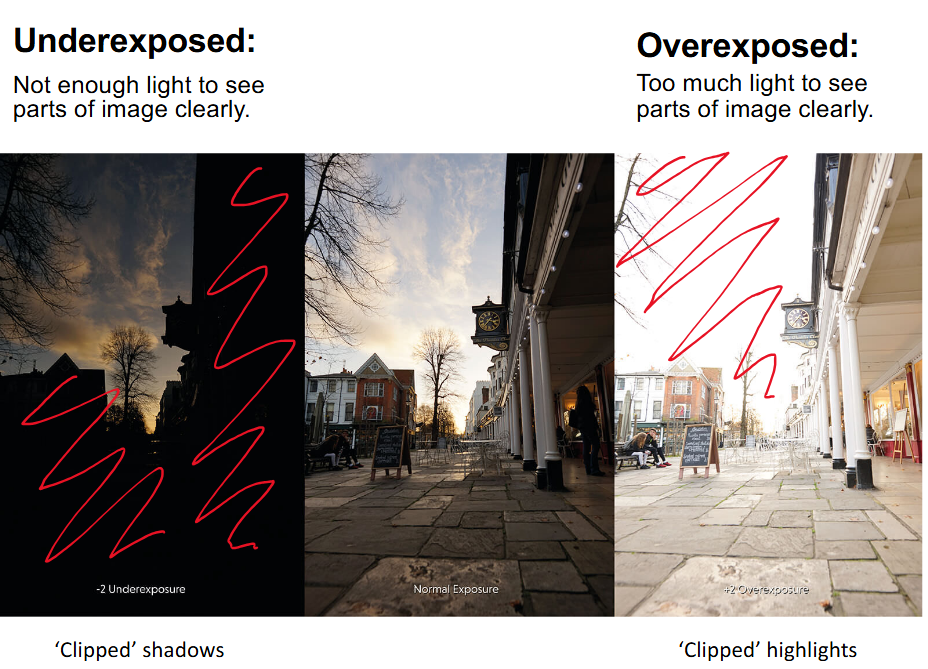 Underexposed:
Not enough light to see
parts of image clearly.
Overexposed:
Too much light to see
parts of image clearly.
-2 Underexposure
Normal Exposure
+2 Overexposure
‘Clipped’ shadows
‘Clipped’ highlights